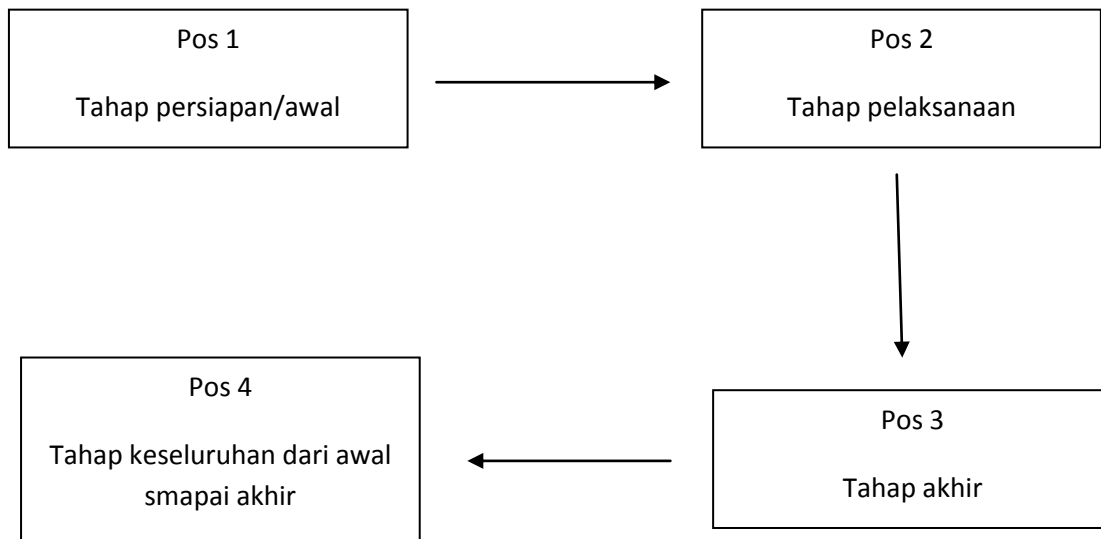 Pos 1
Tahap persiapan/awal
Pos 2
Tahap pelaksanaan
Pos 3
Tahap akhir
Pos 4
Tahap keseluruhan dari awal
smapai akhir